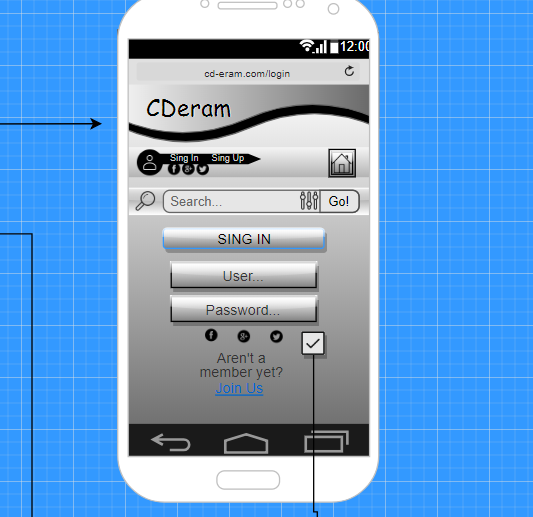 12:00
cd-eram.com/login
CDeram
Sing In Sing Up
Search... Go!
SING IN
User...
Password...
Aren't a
member yet?
Join Us